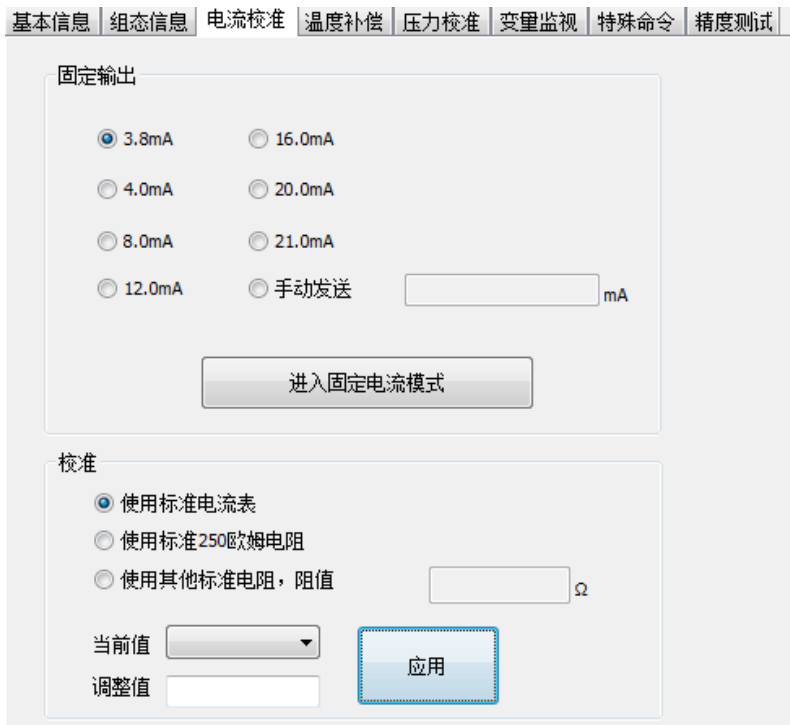 基本信息 组态信息 电流校准 温度补偿 压力校准 变量监视 特殊命令 精度测试
固定输出
3.8mA 16.0mA
4.0mA 20.0mA
8.0mA 21.0mA
12.0mA 手动发送 mA
进入固定电流模式
校准
使用标准电流表
使用标准250欧姆电阻
使用其他标准电阻，阻值 Ω
当前值
应用
调整值